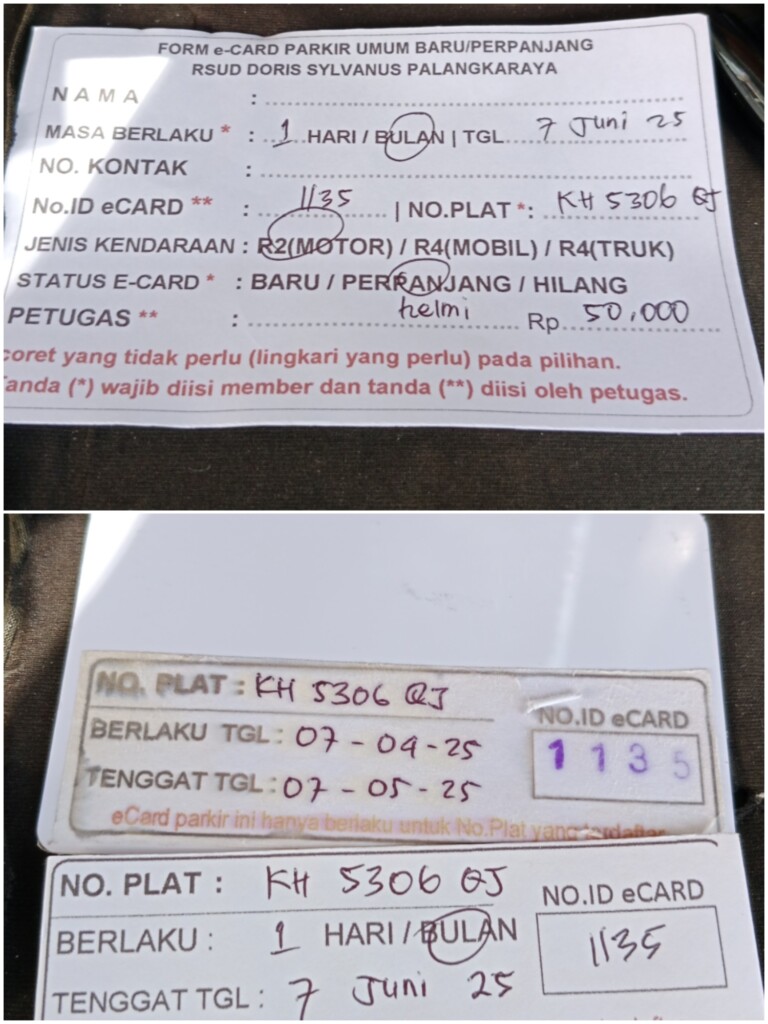 FORM e-CARD PARKIR UMUM BARU/PERPANJANG
RSUD DORIS SYLVANUS PALANGKARAYA
NAMA :
MASA BERLAKU * : 1 HARI / BULAN | TGL 7 Juni 25
NO. KONTAK :
No.ID eCARD ** : 1135 | NO.PLAT *: KH 5306 QJ
JENIS KENDARAAN : R2(MOTOR) / R4(MOBIL) / R4(TRUK)
STATUS E-CARD * : BARU / PERPANJANG / HILANG
PETUGAS ** : helmi Rp 50.000
coret yang tidak perlu (lingkari yang perlu) pada pilihan.
Tanda (*) wajib diisi member dan tanda (**) diisi oleh petugas.
NO. PLAT : KH 5306 QJ
BERLAKU TGL : 07-04-25
NO.ID eCARD
1135
TENGGAT TGL : 07-05-25
eCard parkir ini hanya berlaku untuk No.Plat yang terdaftar
NO. PLAT : KH 5306 QJ
NO.ID eCARD
BERLAKU : 1 HARI / BULAN
1135
TENGGAT TGL : 7 Juni 25